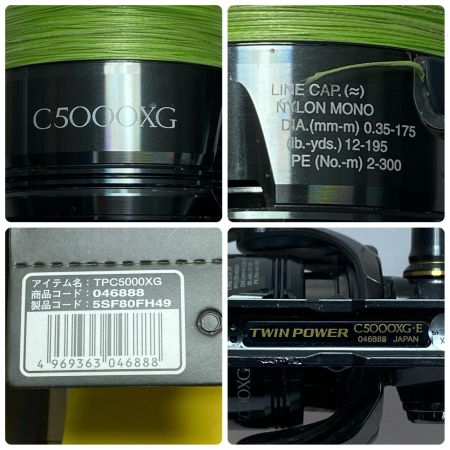 C5000XG
LINE CAP.(≈)
NYLON MONO
DIA.(mm-m) 0.35-175
(lb.-yds.) 12-195
PE (No.-m) 2-300
アイテム名： TPC5000XG
商品コード： 046888
製品コード： 5SF80FH49
4 969363 046888
5000XG
TWIN POWER C5000XG-E
046888 JAPAN